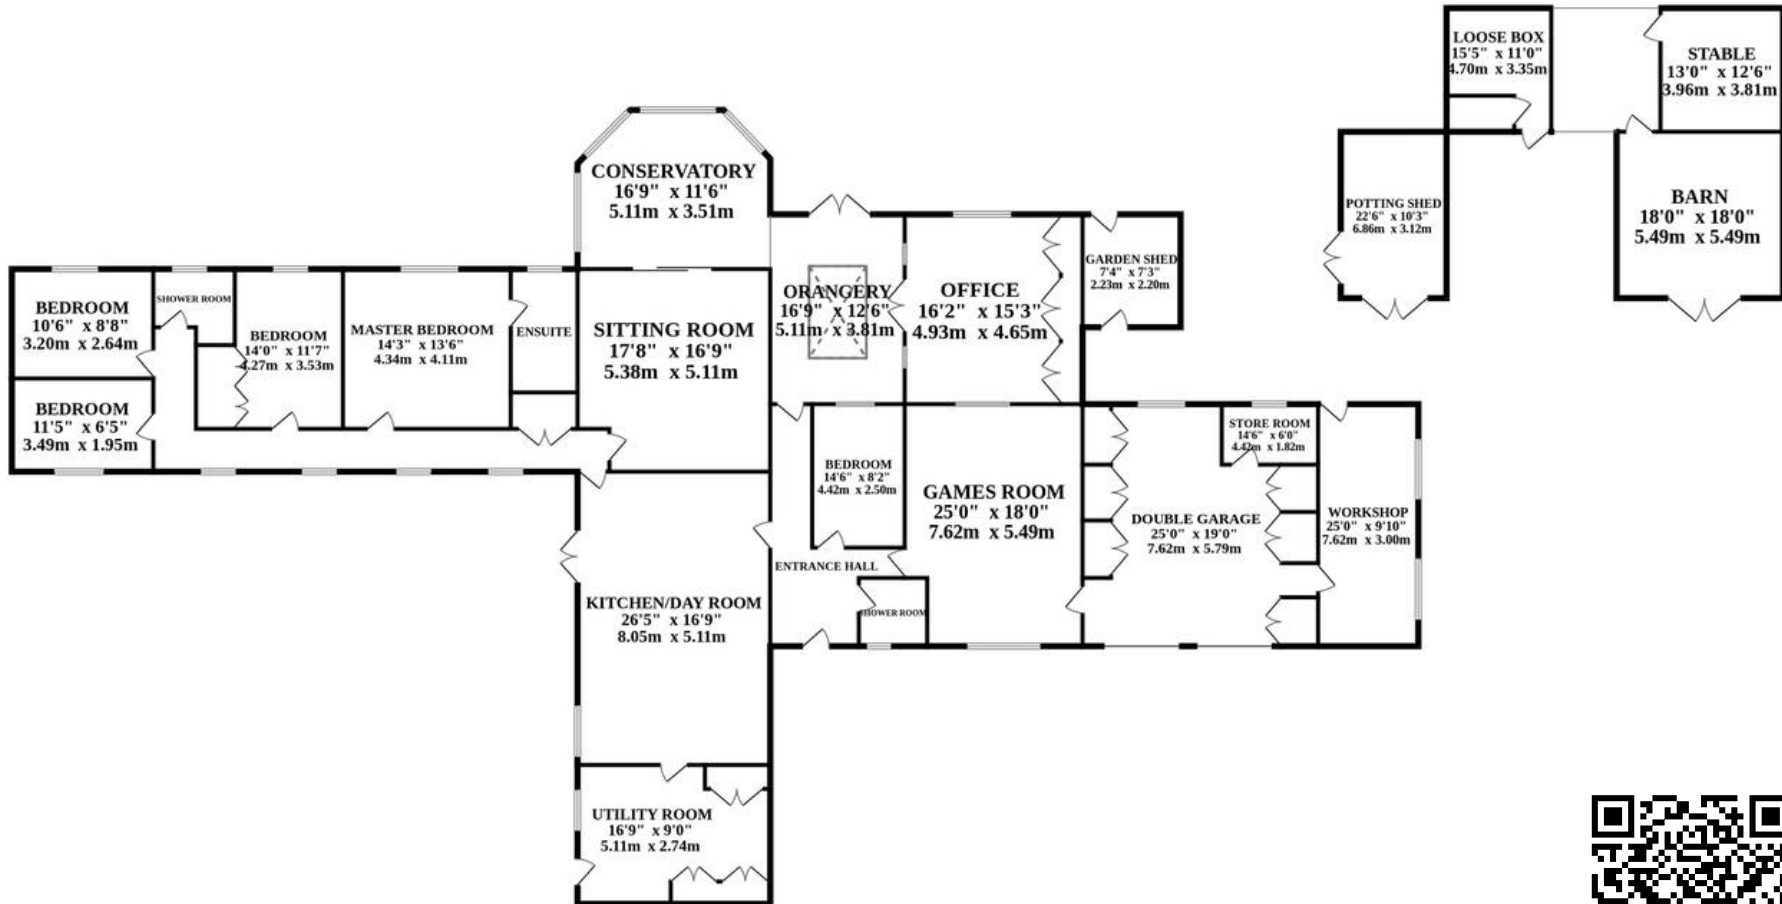 LOOSE BOX
15'5" x 11'0"
4.70m x 3.35m
STABLE
13'0" x 12'6"
3.96m x 3.81m
CONSERVATORY
16'9" x 11'6"
5.11m x 3.51m
POTTING SHED
22'6" x 10'3"
6.86m x 3.12m
BARN
18'0" x 18'0"
5.49m x 5.49m
BEDROOM
10'6" x 8'8"
3.20m x 2.64m
SHOWER ROOM
BEDROOM
14'0" x 11'7"
4.27m x 3.53m
MASTER BEDROOM
14'3" x 13'6"
4.34m x 4.11m
ENSUITE
SITTING ROOM
17'8" x 16'9"
5.38m x 5.11m
ORANGERY
16'9" x 12'6"
5.11m x 3.81m
OFFICE
16'2" x 15'3"
4.93m x 4.65m
GARDEN SHED
7'4" x 7'3"
2.23m x 2.20m
BEDROOM
11'5" x 6'5"
3.49m x 1.95m
BEDROOM
14'6" x 8'2"
4.42m x 2.50m
GAMES ROOM
25'0" x 18'0"
7.62m x 5.49m
STORE ROOM
14'6" x 6'0"
4.42m x 1.82m
DOUBLE GARAGE
25'0" x 19'0"
7.62m x 5.79m
WORKSHOP
25'0" x 9'10"
7.62m x 3.00m
ENTRANCE HALL
SHOWER ROOM
KITCHEN/DAY ROOM
26'5" x 16'9"
8.05m x 5.11m
UTILITY ROOM
16'9" x 9'0"
5.11m x 2.74m